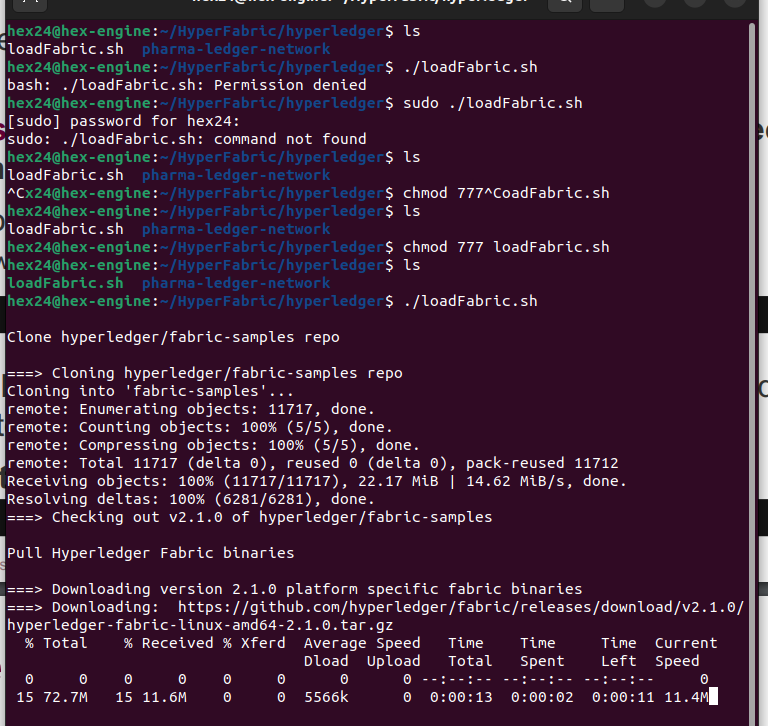 hex24@hex-engine:~/HyperFabric/hyperledger$ ls
loadFabric.sh  pharma-ledger-network
hex24@hex-engine:~/HyperFabric/hyperledger$ ./loadFabric.sh
bash: ./loadFabric.sh: Permission denied
hex24@hex-engine:~/HyperFabric/hyperledger$ sudo ./loadFabric.sh
[sudo] password for hex24:
sudo: ./loadFabric.sh: command not found
hex24@hex-engine:~/HyperFabric/hyperledger$ ls
loadFabric.sh  pharma-ledger-network
^Cx24@hex-engine:~/HyperFabric/hyperledger$ chmod 777^CoadFabric.sh
hex24@hex-engine:~/HyperFabric/hyperledger$ ls
loadFabric.sh  pharma-ledger-network
hex24@hex-engine:~/HyperFabric/hyperledger$ chmod 777 loadFabric.sh
hex24@hex-engine:~/HyperFabric/hyperledger$ ls
loadFabric.sh  pharma-ledger-network
hex24@hex-engine:~/HyperFabric/hyperledger$ ./loadFabric.sh
Clone hyperledger/fabric-samples repo
===> Cloning hyperledger/fabric-samples repo
Cloning into 'fabric-samples'...
remote: Enumerating objects: 11717, done.
remote: Counting objects: 100% (5/5), done.
remote: Compressing objects: 100% (5/5), done.
remote: Total 11717 (delta 0), reused 0 (delta 0), pack-reused 11712
Receiving objects: 100% (11717/11717), 22.17 MiB | 14.62 MiB/s, done.
Resolving deltas: 100% (6281/6281), done.
===> Checking out v2.1.0 of hyperledger/fabric-samples
Pull Hyperledger Fabric binaries
===> Downloading version 2.1.0 platform specific fabric binaries
===> Downloading:  https://github.com/hyperledger/fabric/releases/download/v2.1.0/
hyperledger-fabric-linux-amd64-2.1.0.tar.gz
  % Total    % Received % Xferd  Average Speed   Time    Time     Time  Current
                                 Dload  Upload   Total   Spent    Left  Speed
  0     0    0     0    0     0      0      0 --:--:-- --:--:-- --:--:--     0
 15 72.7M   15 11.6M    0     0  5566k      0  0:00:13  0:00:02  0:00:11 11.4M